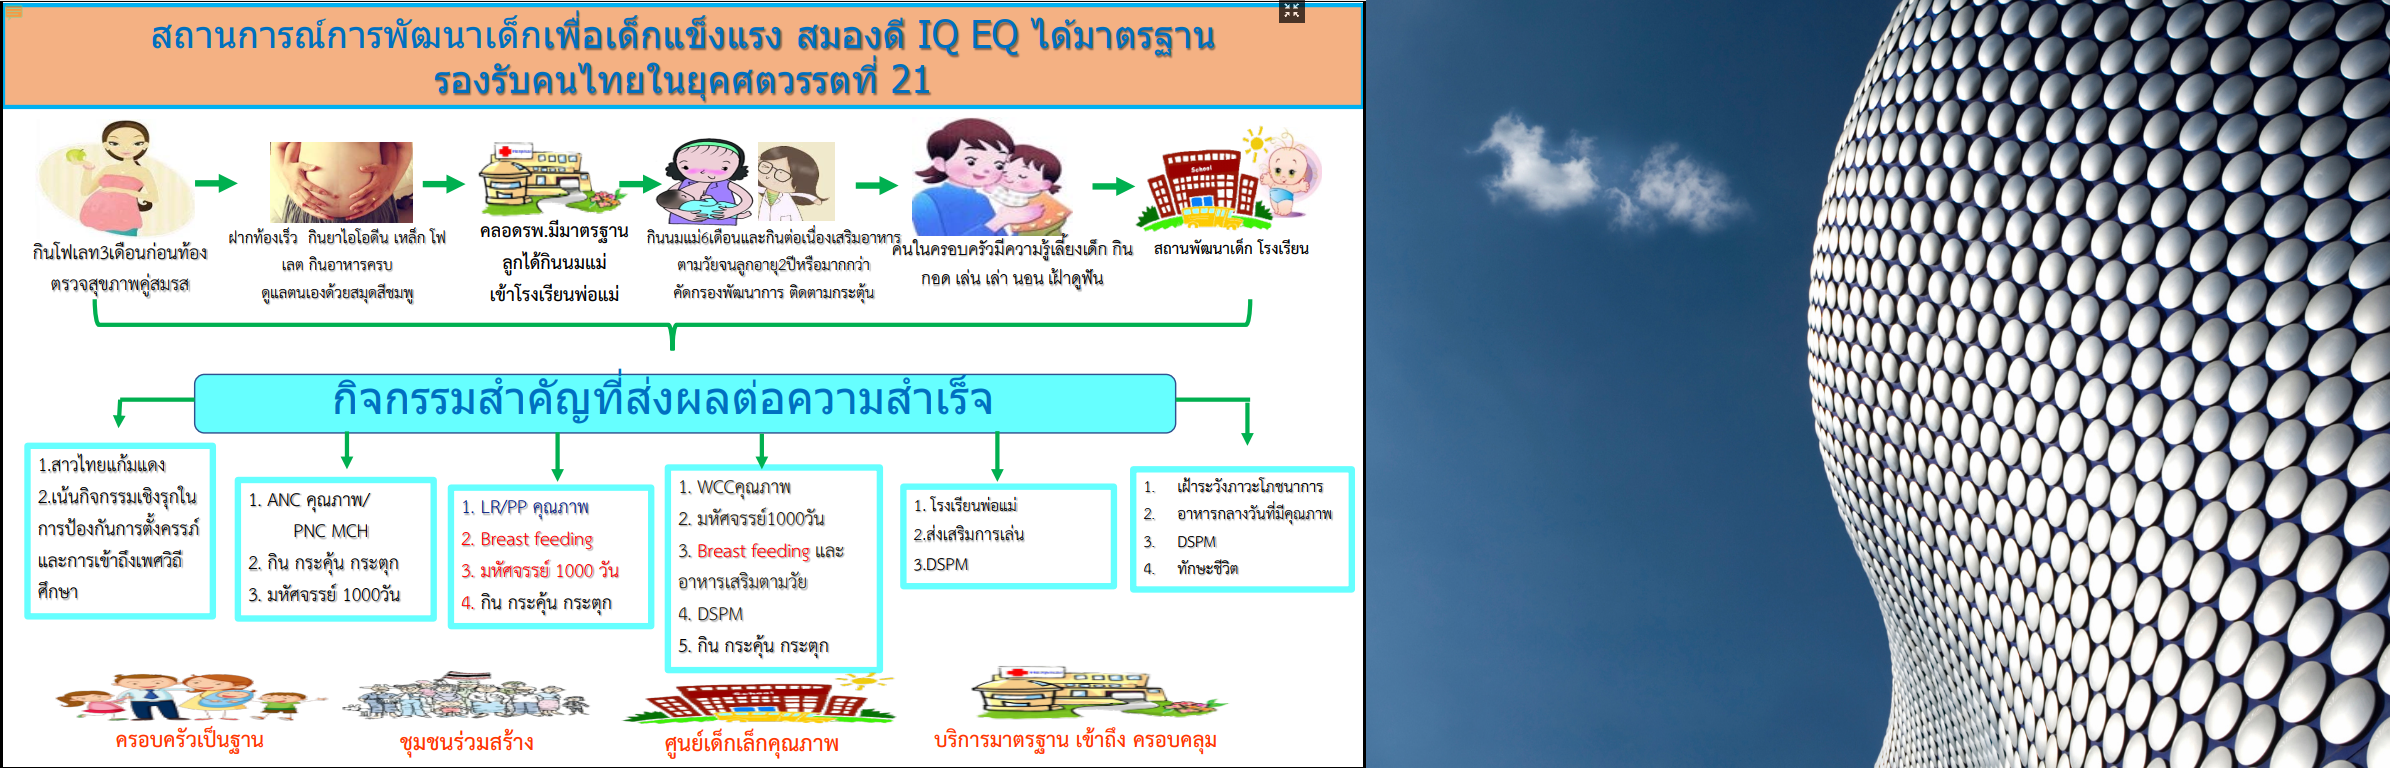 สถานการณ์การพัฒนาเด็กเพื่อเด็กแข็งแรง สมองดี IQ EQ ได้มาตรฐาน
รองรับคนไทยในยุคศตวรรตที่ 21
กินโฟเลท3เดือนก่อนท้อง
ตรวจสุขภาพคู่สมรส
ฝากท้องเร็ว กินยาไอโอดีน เหล็ก โฟ
เลต กินอาหารครบ
ดูแลตนเองด้วยสมุดสีชมพู
คลอดรพ.มีมาตรฐาน
ลูกได้กินนมแม่
เข้าโรงเรียนพ่อแม่
กินนมแม่6เดือนและกินต่อเนื่องเสริมอาหาร
ตามวัยจนลูกอายุ2ปีหรือมากกว่า
คัดกรองพัฒนาการ ติดตามกระตุ้น
คนในครอบครัวมีความรู้เลี้ยงเด็ก กิน
กอด เล่น เล่า นอน เฝ้าดูฟัน
School
สถานพัฒนาเด็ก โรงเรียน
กิจกรรมสำคัญที่ส่งผลต่อความสำเร็จ
1.สาวไทยแก้มแดง
2.เน้นกิจกรรมเชิงรุกใน
การป้องกันการตั้งครรภ์
และการเข้าถึงเพศวิถี
ศึกษา
1. ANC คุณภาพ/
PNC MCH
2. กิน กระคุ้น กระตุก
3. มหัศจรรย์ 1000วัน
1. LR/PP คุณภาพ
2. Breast feeding
3. มหัศจรรย์ 1000 วัน
4. กิน กระคุ้น กระตุก
1. WCCคุณภาพ
2. มหัศจรรย์1000วัน
3. Breast feeding และ
อาหารเสริมตามวัย
4. DSPM
5. กิน กระคุ้น กระตุก
1. โรงเรียนพ่อแม่
2.ส่งเสริมการเล่น
3.DSPM
1. เฝ้าระวังภาวะโภชนาการ
2. อาหารกลางวันที่มีคุณภาพ
3. DSPM
4. ทักษะชีวิต
ครอบครัวเป็นฐาน
ชุมชนร่วมสร้าง
School
ศูนย์เด็กเล็กคุณภาพ
บริการมาตรฐาน เข้าถึง ครอบคลุม